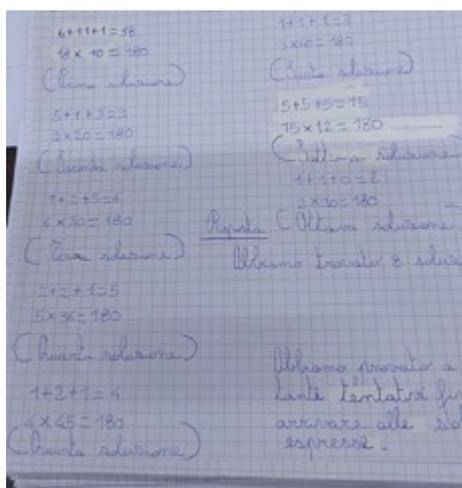 6+11+1=18
18×10=180
(Prima soluzione)
5+1+3=9
9×20=180
(Seconda soluzione)
1+2+3=6
6×30=180
(Terza soluzione)
2+2+1=5
5×36=180
(Quarta soluzione)
1+2+1=4
4×45=180
(Quinta soluzione)
1+1+1=3
3×60=180
(Sesta soluzione)
5+5+5=15
15×12=180
(Settima soluzione)
1+1+0=2
2×90=180
Risposta (Ottava soluzione)
Abbiamo trovato 8
Abbiamo provato a
tanti tentativi
arrivare alle
espresse.